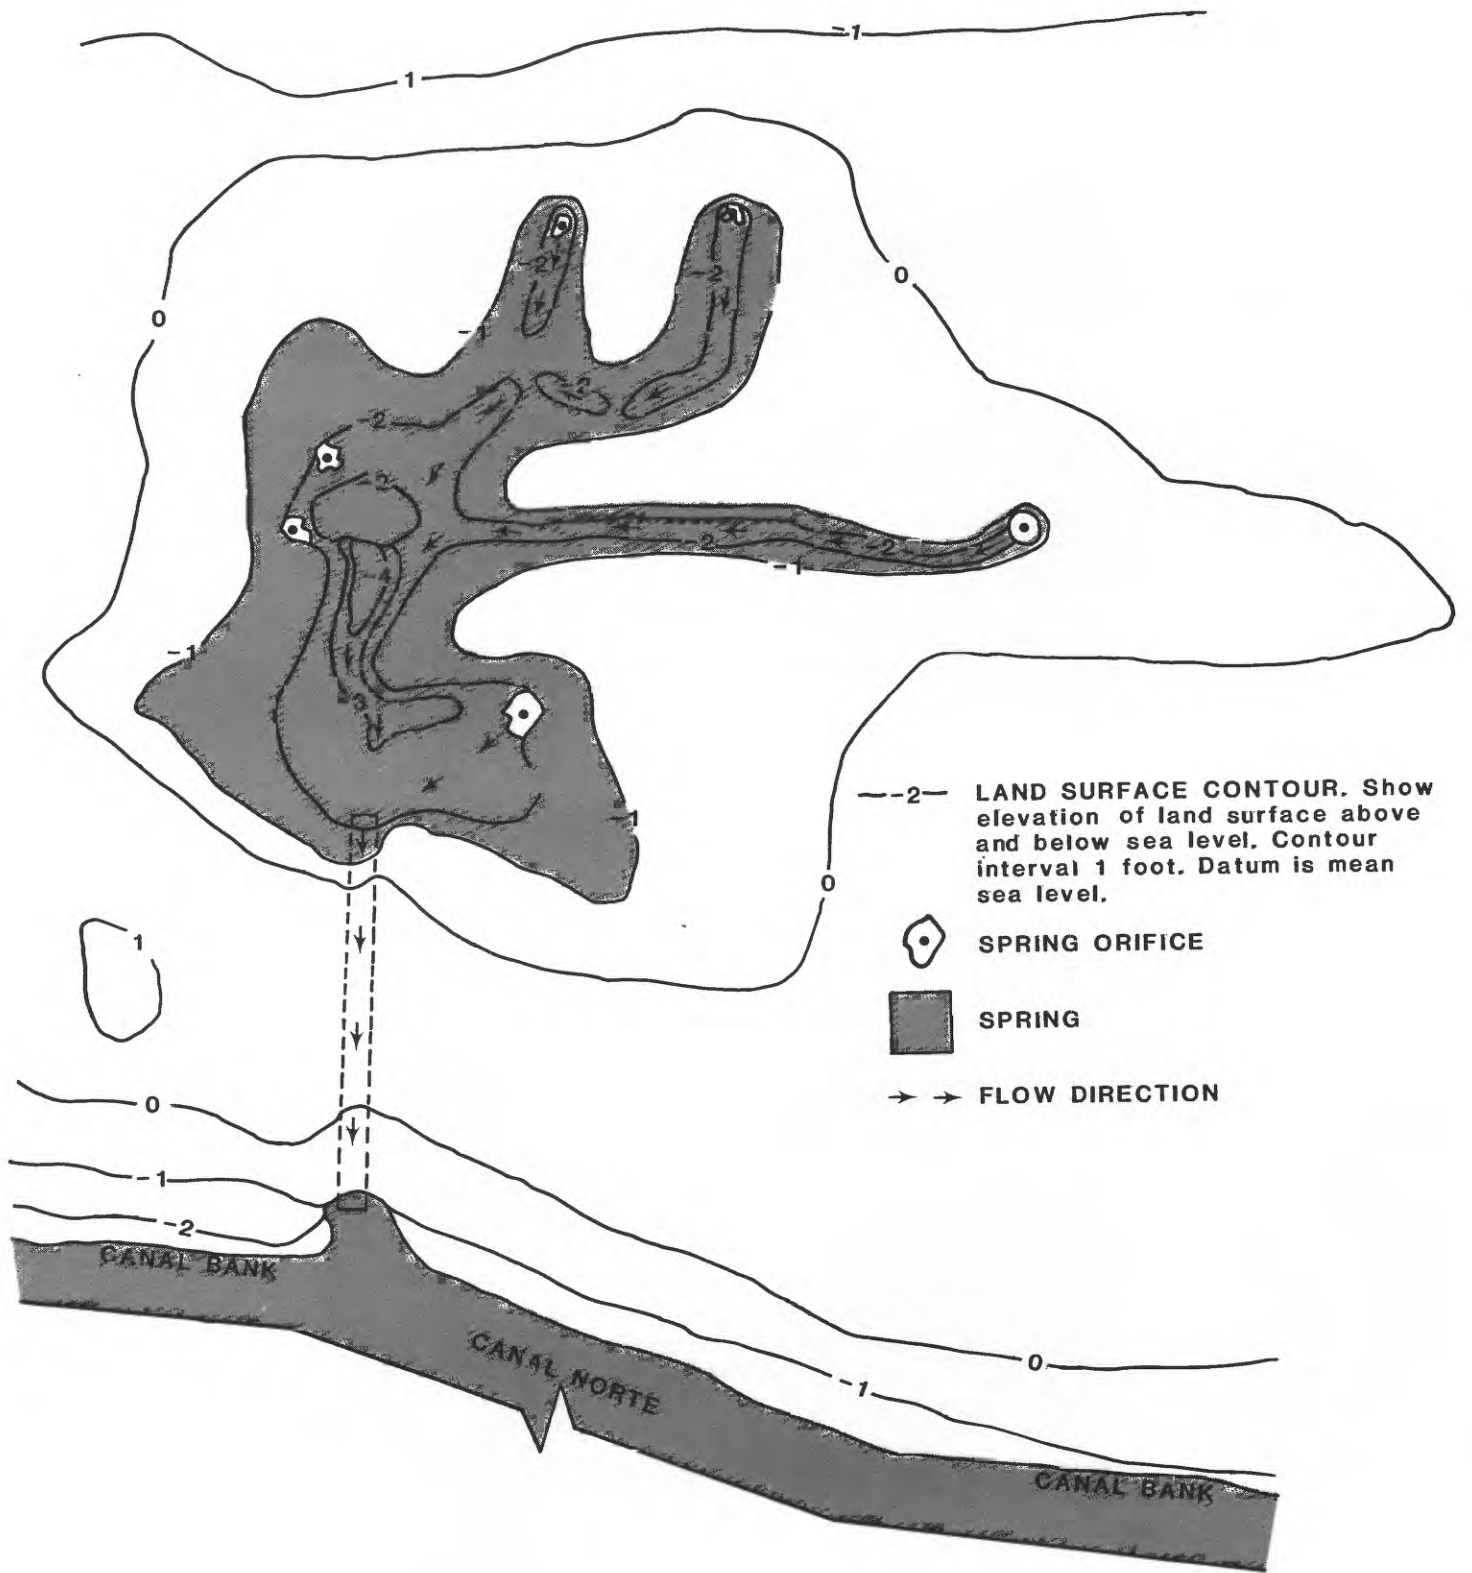 -1
1
0
0
-2
-2
-1
-2
-2
-2
-2
-2
-4
-1
-1
-3
-1
0
1
-2 LAND SURFACE CONTOUR. Show
elevation of land surface above
and below sea level. Contour
interval 1 foot. Datum is mean
sea level.
SPRING ORIFICE
SPRING
FLOW DIRECTION
0
-1
-2
CANAL BANK
CANAL NORTE
0
-1
CANAL BANK